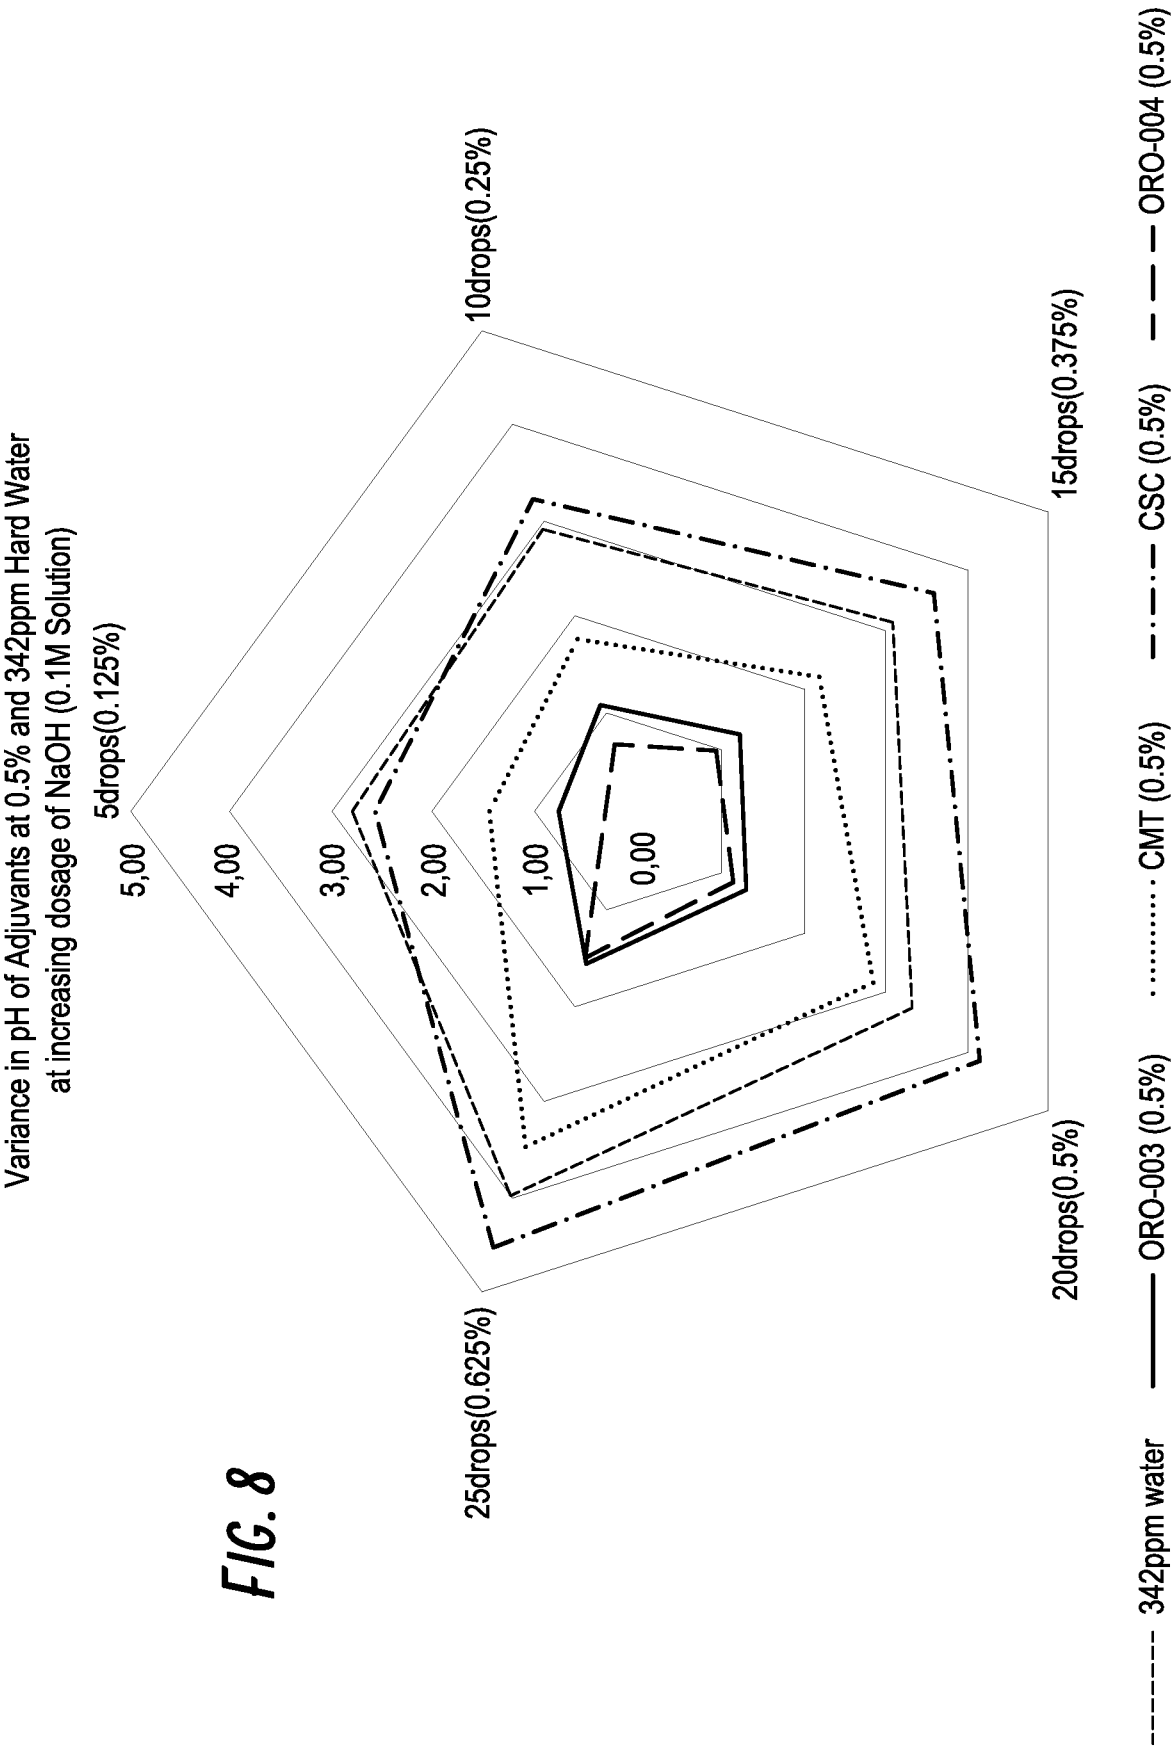 Variance in pH of Adjuvants at 0.5% and 342ppm Hard Water
at increasing dosage of NaOH (0.1M Solution)
5drops(0.125%)
5,00
4,00
3,00
2,00
1,00
0,00
10drops(0.25%)
15drops(0.375%)
20drops(0.5%)
25drops(0.625%)
FIG. 8
342ppm water
ORO-003 (0.5%)
CMT (0.5%)
CSC (0.5%)
ORO-004 (0.5%)